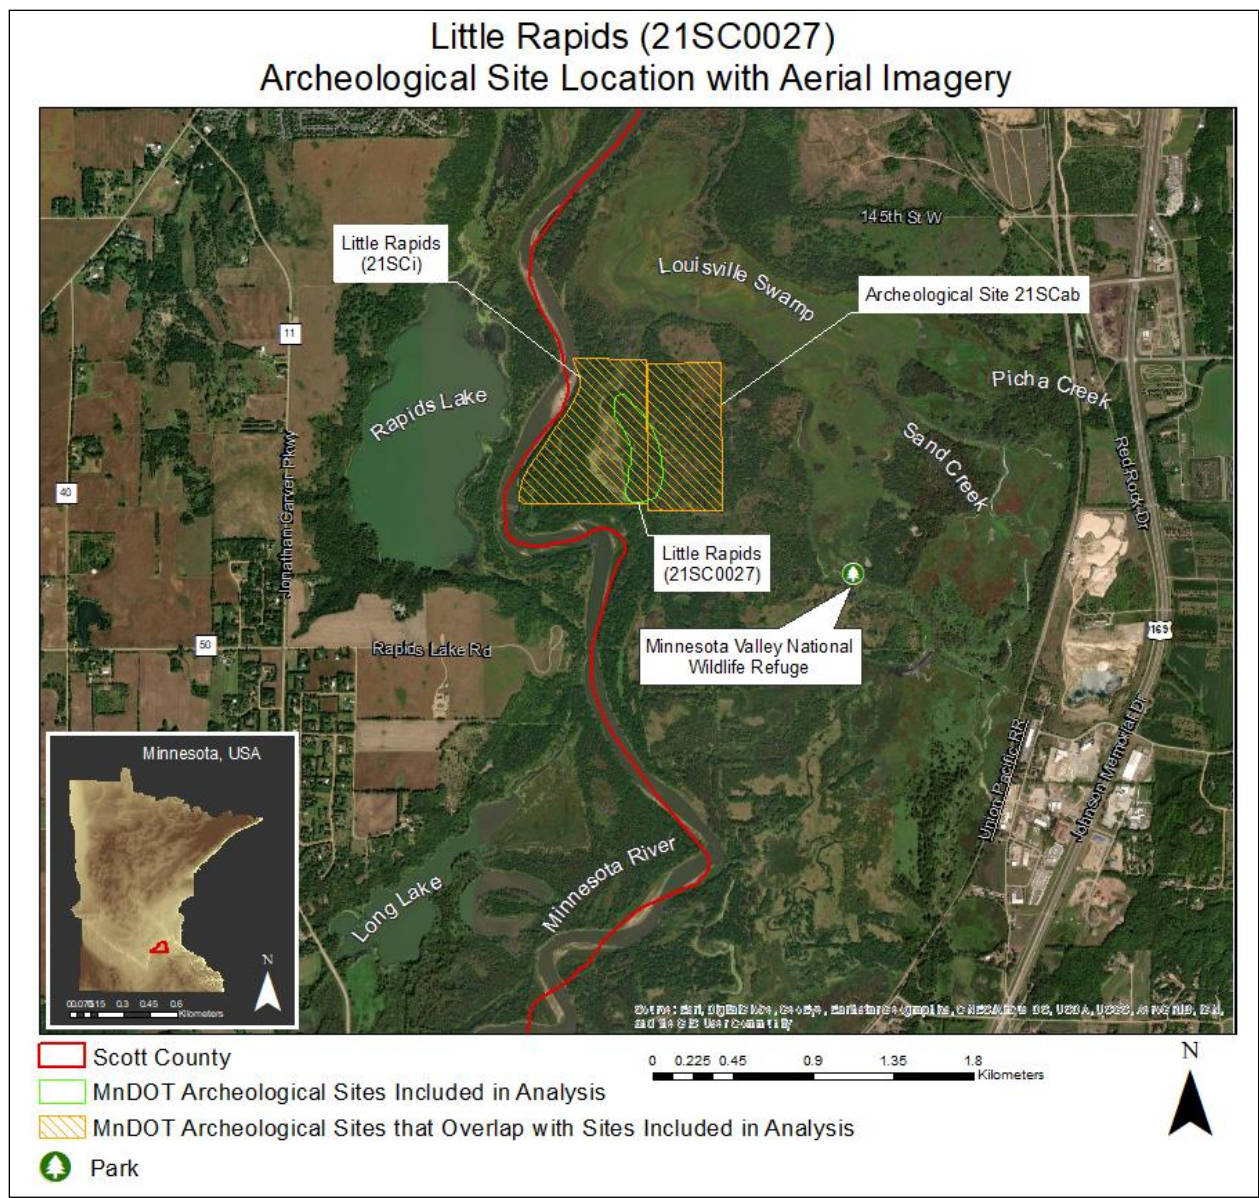 Little Rapids (21SC0027)
Archeological Site Location with Aerial Imagery
145th St W
Little Rapids
(21SCi)
Louisville Swamp
Archeological Site 21SCab
11
Rapids Lake
Picha Creek
Sand Creek
Red Rock Dr
Jonathan Carver Pkwy
40
Little Rapids
(21SC0027)
169
50
Rapids Lake Rd
Minnesota Valley National
Wildlife Refuge
Union Pacific RR
Johnson Memorial Dr
Minnesota, USA
Minnesota River
Long Lake
N
0.3 0.45 0.6
Kilometers
and the GIS User Community
Scott County
0 0.225 0.45 0.9 1.35 1.8
Kilometers
N
MnDOT Archeological Sites Included in Analysis
MnDOT Archeological Sites that Overlap with Sites Included in Analysis
Park